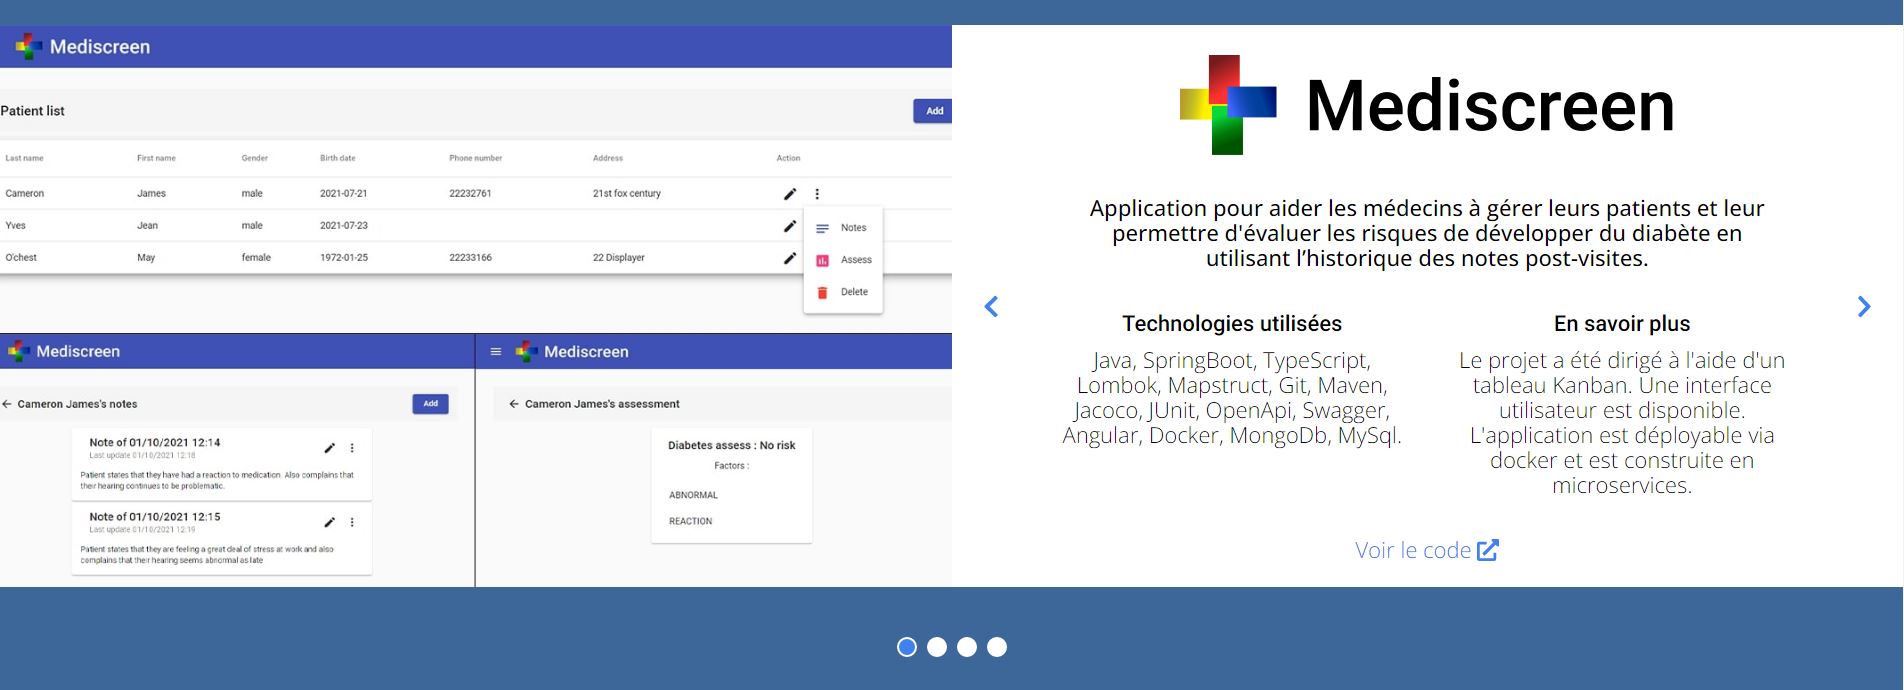 Mediscreen
Patient list
Add
Last name First name Gender Birth date Phone number Address Action
Cameron James male 2021-07-21 22232761 21st fox century
Yves Jean male 2021-07-23
O'chest May female 1972-01-25 22233166 22 Displayer
Notes
Assess
Delete
Mediscreen
Cameron James's notes
Add
Note of 01/10/2021 12:14
Last update 01/10/2021 12:18
Patient states that they have had a reaction to medication. Also complains that
their hearing continues to be problematic.
Note of 01/10/2021 12:15
Last update 01/10/2021 12:19
Patient states that they are feeling a great deal of stress at work and also
complains that their hearing seems abnormal as late
Mediscreen
Cameron James's assessment
Diabetes assess : No risk
Factors :
ABNORMAL
REACTION
Mediscreen
Application pour aider les médecins à gérer leurs patients et leur
permettre d'évaluer les risques de développer du diabète en
utilisant l’historique des notes post-visites.
Technologies utilisées
Java, SpringBoot, TypeScript,
Lombok, Mapstruct, Git, Maven,
Jacoco, JUnit, OpenApi, Swagger,
Angular, Docker, MongoDb, MySql.
En savoir plus
Le projet a été dirigé à l'aide d'un
tableau Kanban. Une interface
utilisateur est disponible.
L'application est déployable via
docker et est construite en
microservices.
Voir le code